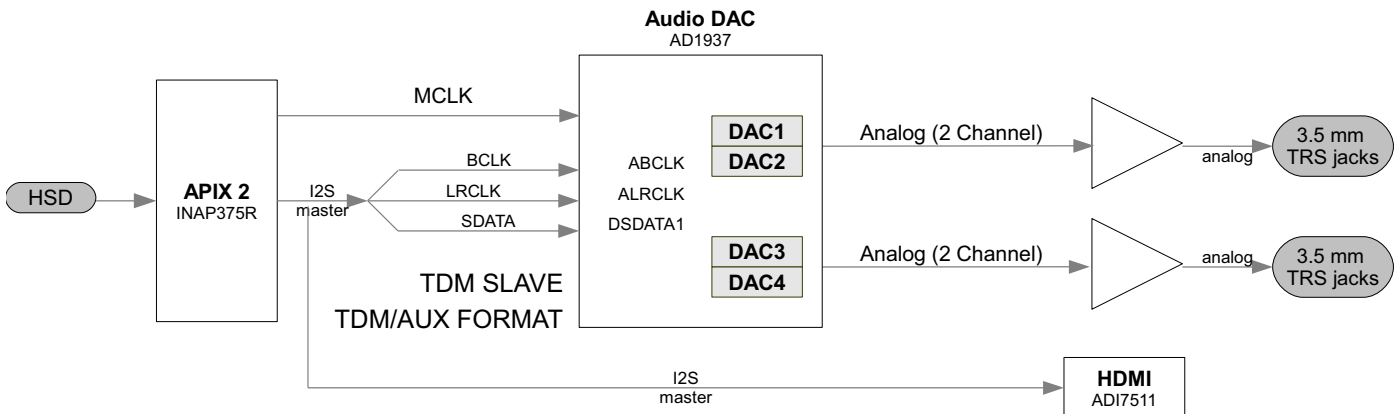 Audio DAC
AD1937
MCLK
DAC1
DAC2
Analog (2 Channel)
analog
3.5 mm
TRS jacks
BCLK
ABCLK
HSD
APIX 2
INAP375R
I2S
master
LRCLK
ALRCLK
SDATA
DSDATA1
DAC3
DAC4
Analog (2 Channel)
analog
3.5 mm
TRS jacks
TDM SLAVE
TDM/AUX FORMAT
I2S
master
HDMI
ADI7511